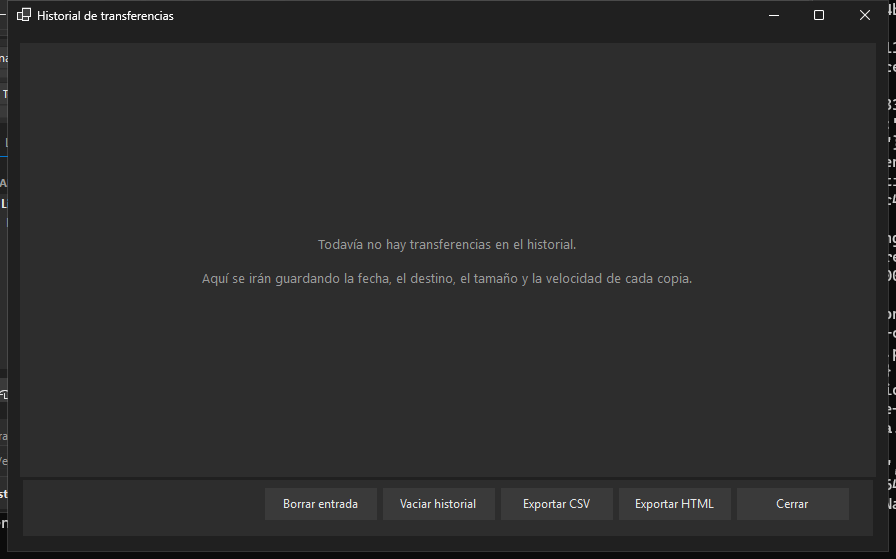 Historial de transferencias
Todavía no hay transferencias en el historial.
Aquí se irán guardando la fecha, el destino, el tamaño y la velocidad de cada copia.
Borrar entrada
Vaciar historial
Exportar CSV
Exportar HTML
Cerrar